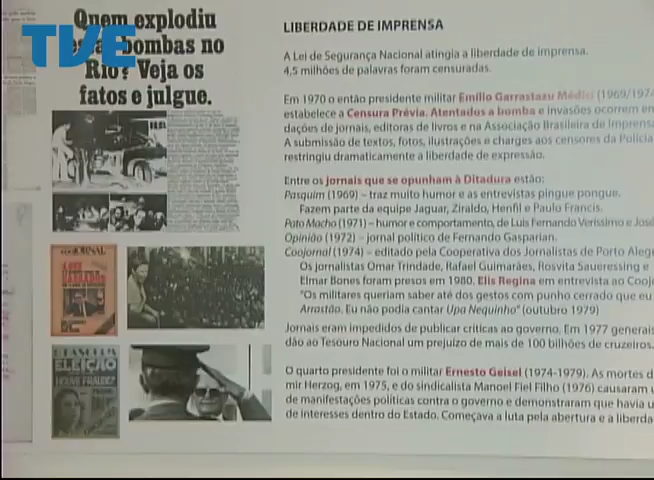 TVE
Quem explodiu
essas bombas no
Rio? Veja os
fatos e julgue.
COOJORNAL
ELEIÇÃO
HOUVE FRAUDE?
LIBERDADE DE IMPRENSA
A Lei de Segurança Nacional atingia a liberdade de imprensa.
4,5 milhões de palavras foram censuradas.
Em 1970 o então presidente militar Emílio Garrastazu Médici (1969/1974
estabelece a Censura Prévia. Atentados a bomba e invasões ocorrem em
dações de jornais, editoras de livros e na Associação Brasileira de Imprensa
A submissão de textos, fotos, ilustrações e charges aos censores da Polícia
restringiu dramaticamente a liberdade de expressão.
Entre os jornais que se opunham à Ditadura estão:
Pasquim (1969) – traz muito humor e as entrevistas pingue pongue.
Fazem parte da equipe Jaguar, Ziraldo, Henfil e Paulo Francis.
Pato Macho (1971) – humor e comportamento, de Luis Fernando Veríssimo e José
Opinião (1972) – jornal político de Fernando Gasparian.
Coojornal (1974) – editado pela Cooperativa dos Jornalistas de Porto Aleg
Os jornalistas Omar Trindade, Rafael Guimarães, Rosvita Saueressing e
Elmar Bones foram presos em 1980. Elis Regina em entrevista ao Cooj
"Os militares queriam saber até dos gestos com punho cerrado que eu
Arrastão. Eu não podia cantar Upa Neguinho" (outubro 1979)
Jornais eram impedidos de publicar críticas ao governo. Em 1977 generais
dão ao Tesouro Nacional um prejuízo de mais de 100 bilhões de cruzeiros.
O quarto presidente foi o militar Ernesto Geisel (1974-1979). As mortes d
mir Herzog, em 1975, e do sindicalista Manoel Fiel Filho (1976) causaram u
de manifestações políticas contra o governo e demonstraram que havia u
de interesses dentro do Estado. Começava a luta pela abertura e a liberda